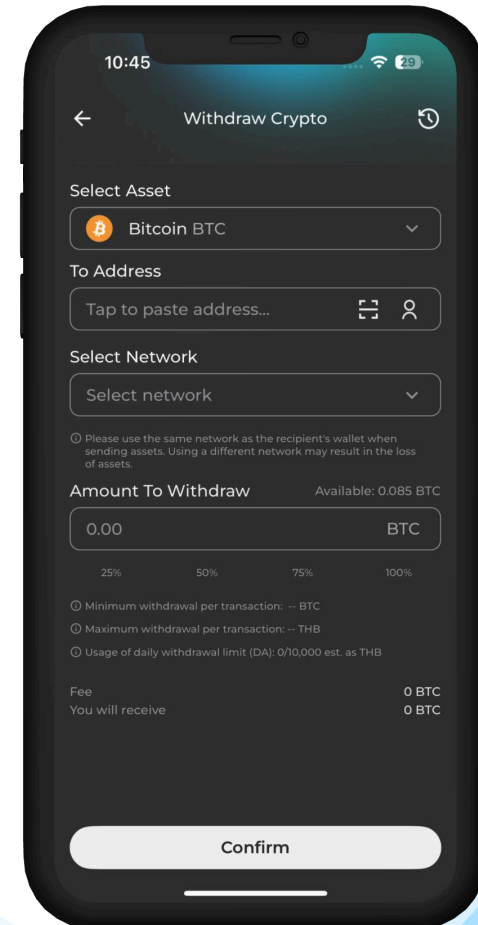 10:45
29
Withdraw Crypto
Select Asset
Bitcoin BTC
To Address
Tap to paste address...
Select Network
Select network
Please use the same network as the recipient's wallet when
sending assets. Using a different network may result in the loss
of assets.
Amount To Withdraw Available: 0.085 BTC
0.00 BTC
25% 50% 75% 100%
Minimum withdrawal per transaction: -- BTC
Maximum withdrawal per transaction: -- THB
Usage of daily withdrawal limit (DA): 0/10,000 est. as THB
Fee 0 BTC
You will receive 0 BTC
Confirm